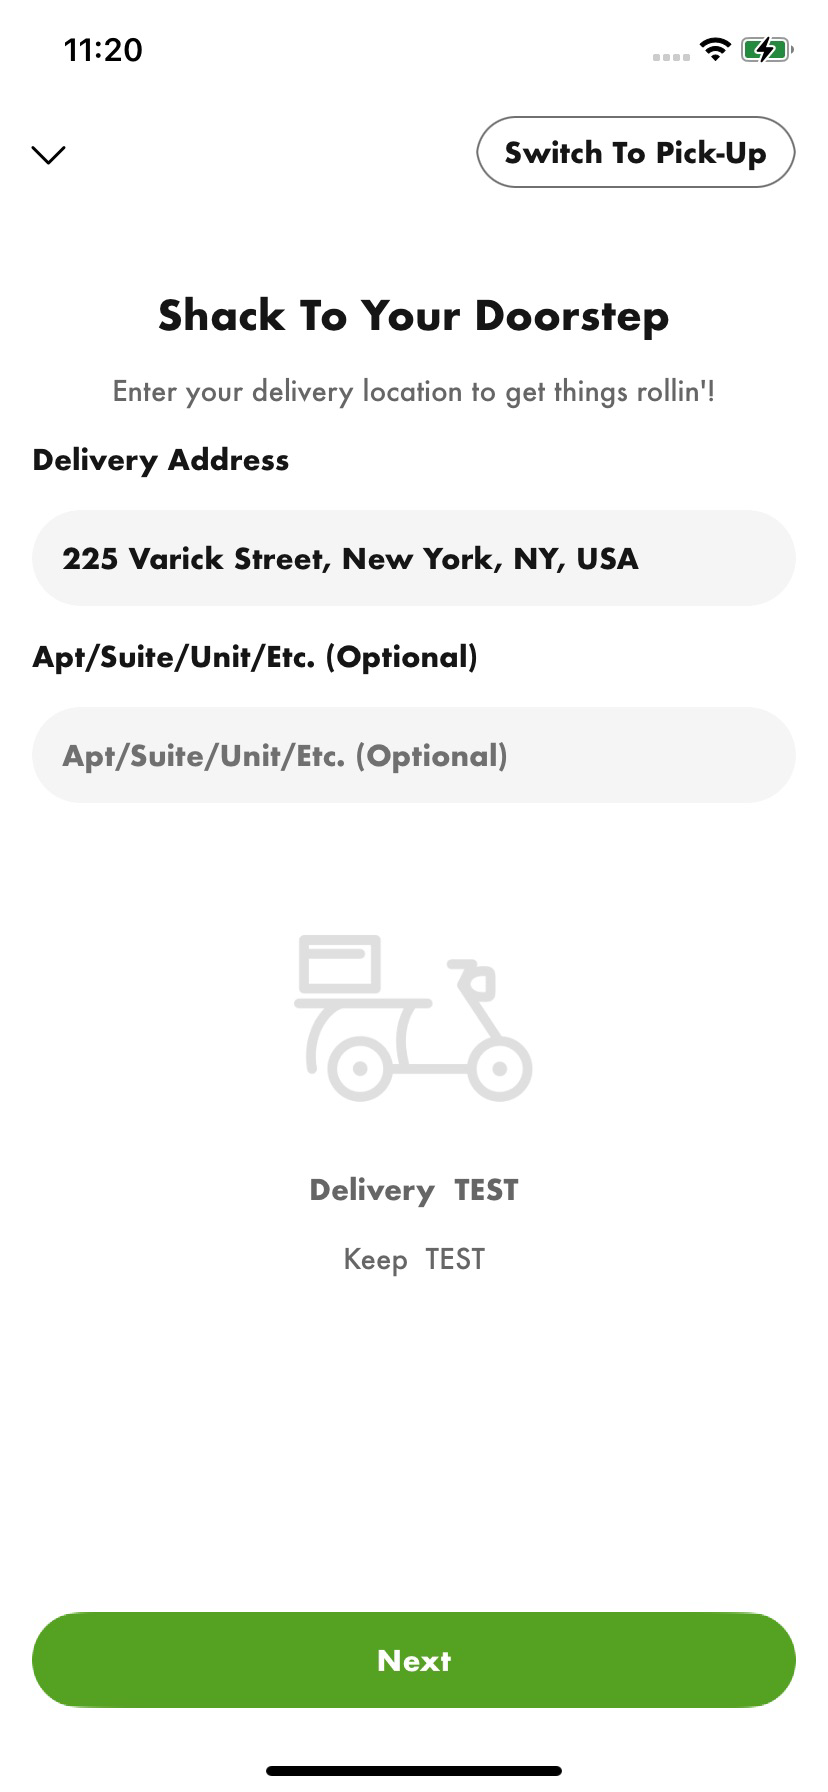 11:20
Switch To Pick-Up
Shack To Your Doorstep
Enter your delivery location to get things rollin'!
Delivery Address
225 Varick Street, New York, NY, USA
Apt/Suite/Unit/Etc. (Optional)
Apt/Suite/Unit/Etc. (Optional)
Delivery TEST
Keep TEST
Next